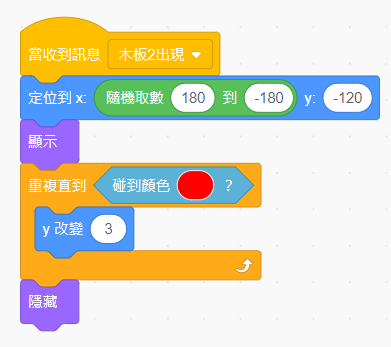 當收到訊息 木板2出現
定位到 x: 隨機取數 180 到 -180 y: -120
顯示
重複直到 碰到顏色 ?
y 改變 3
隱藏